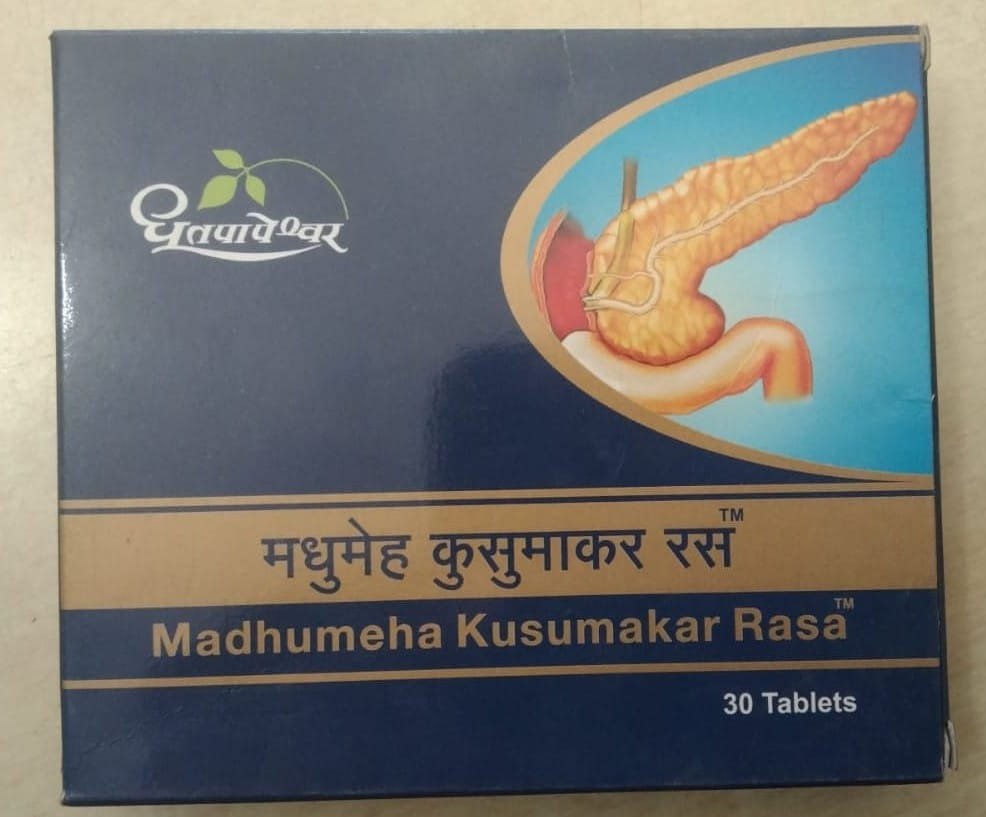 धूतपापेश्वर
मधुमेह कुसुमाकर रस™
Madhumeha Kusumakar Rasa™
30 Tablets